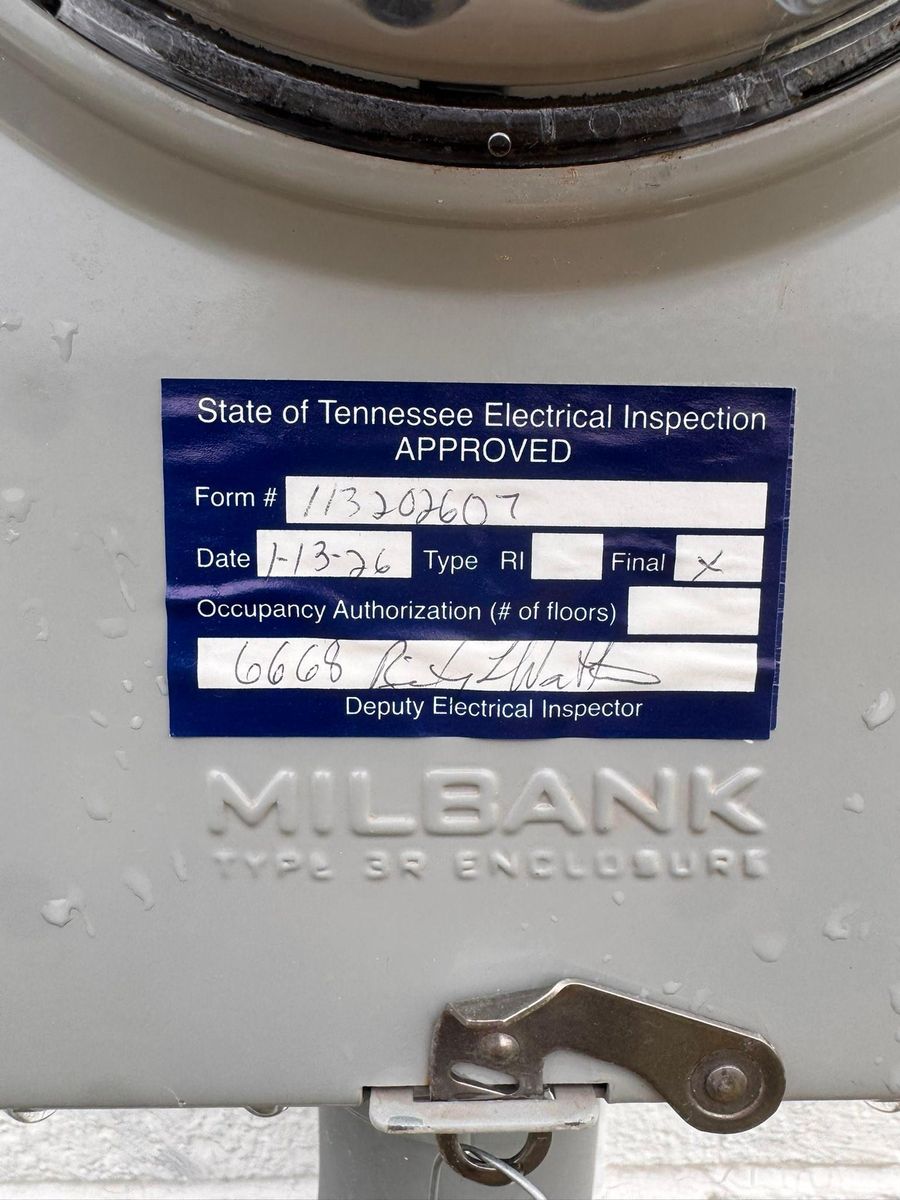 State of Tennessee Electrical Inspection
APPROVED
Form # 113202607
Date 1-13-26 Type RI Final X
Occupancy Authorization (# of floors)
6668
Deputy Electrical Inspector
MILBANK
TYPE 3R ENCLOSURE